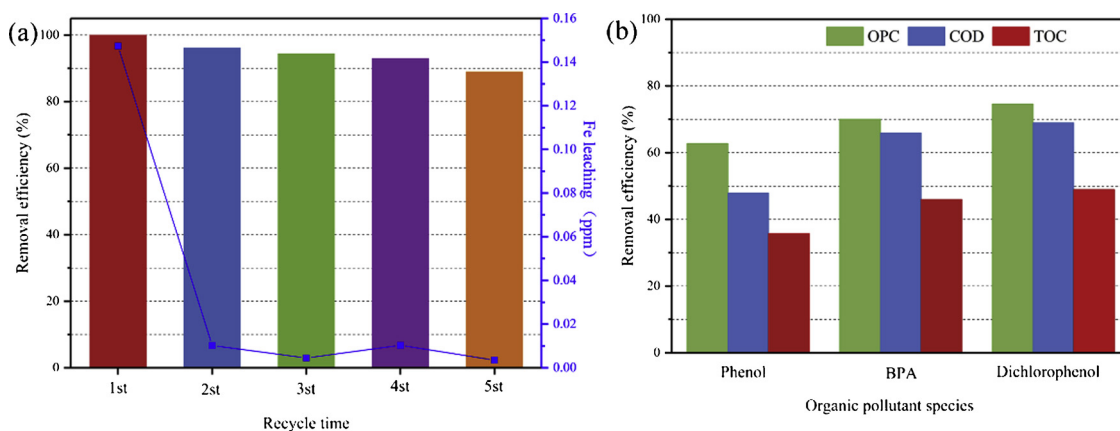 (a)
Removal efficiency (%)
100
80
60
40
20
0
0.16
0.14
0.12
0.10
0.08
0.06
0.04
0.02
0.00
Fe leaching (ppm)
1st
2st
3st
4st
5st
Recycle time
(b)
Removal efficiency (%)
100
80
60
40
20
0
OPC
COD
TOC
Phenol
BPA
Dichlorophenol
Organic pollutant species